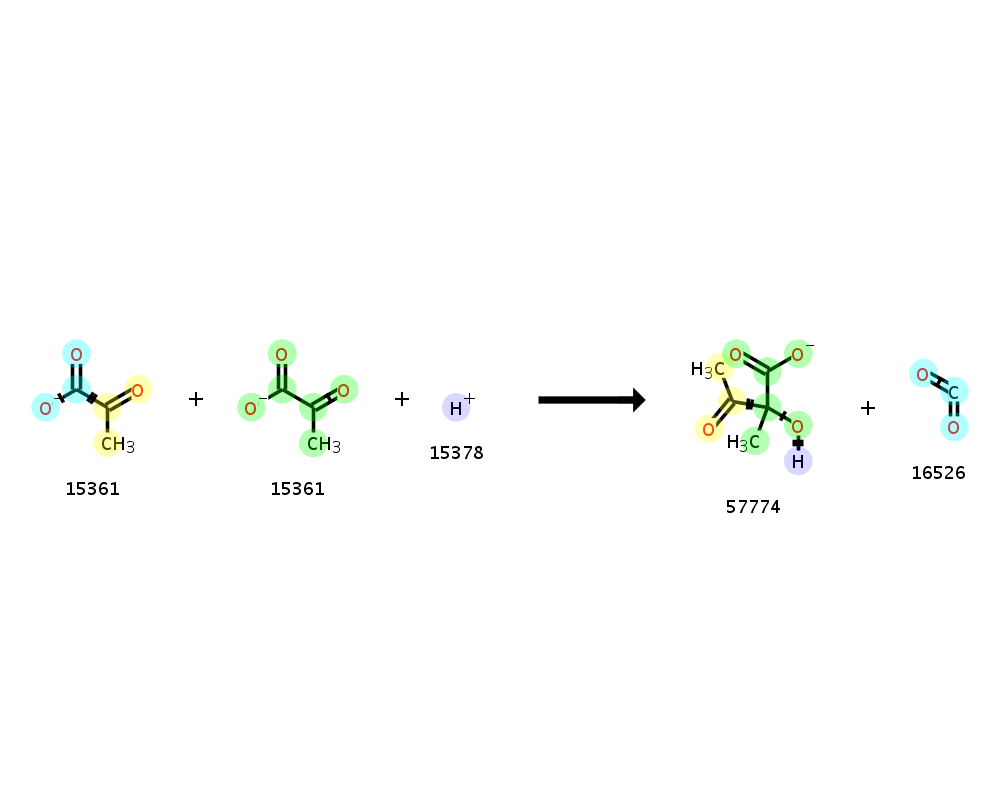 O O⁻ O CH₃ + O O⁻ O CH₃ + H⁺ H₃C O O⁻ O H₃C O H + O C O
15361 15361 15378 57774 16526